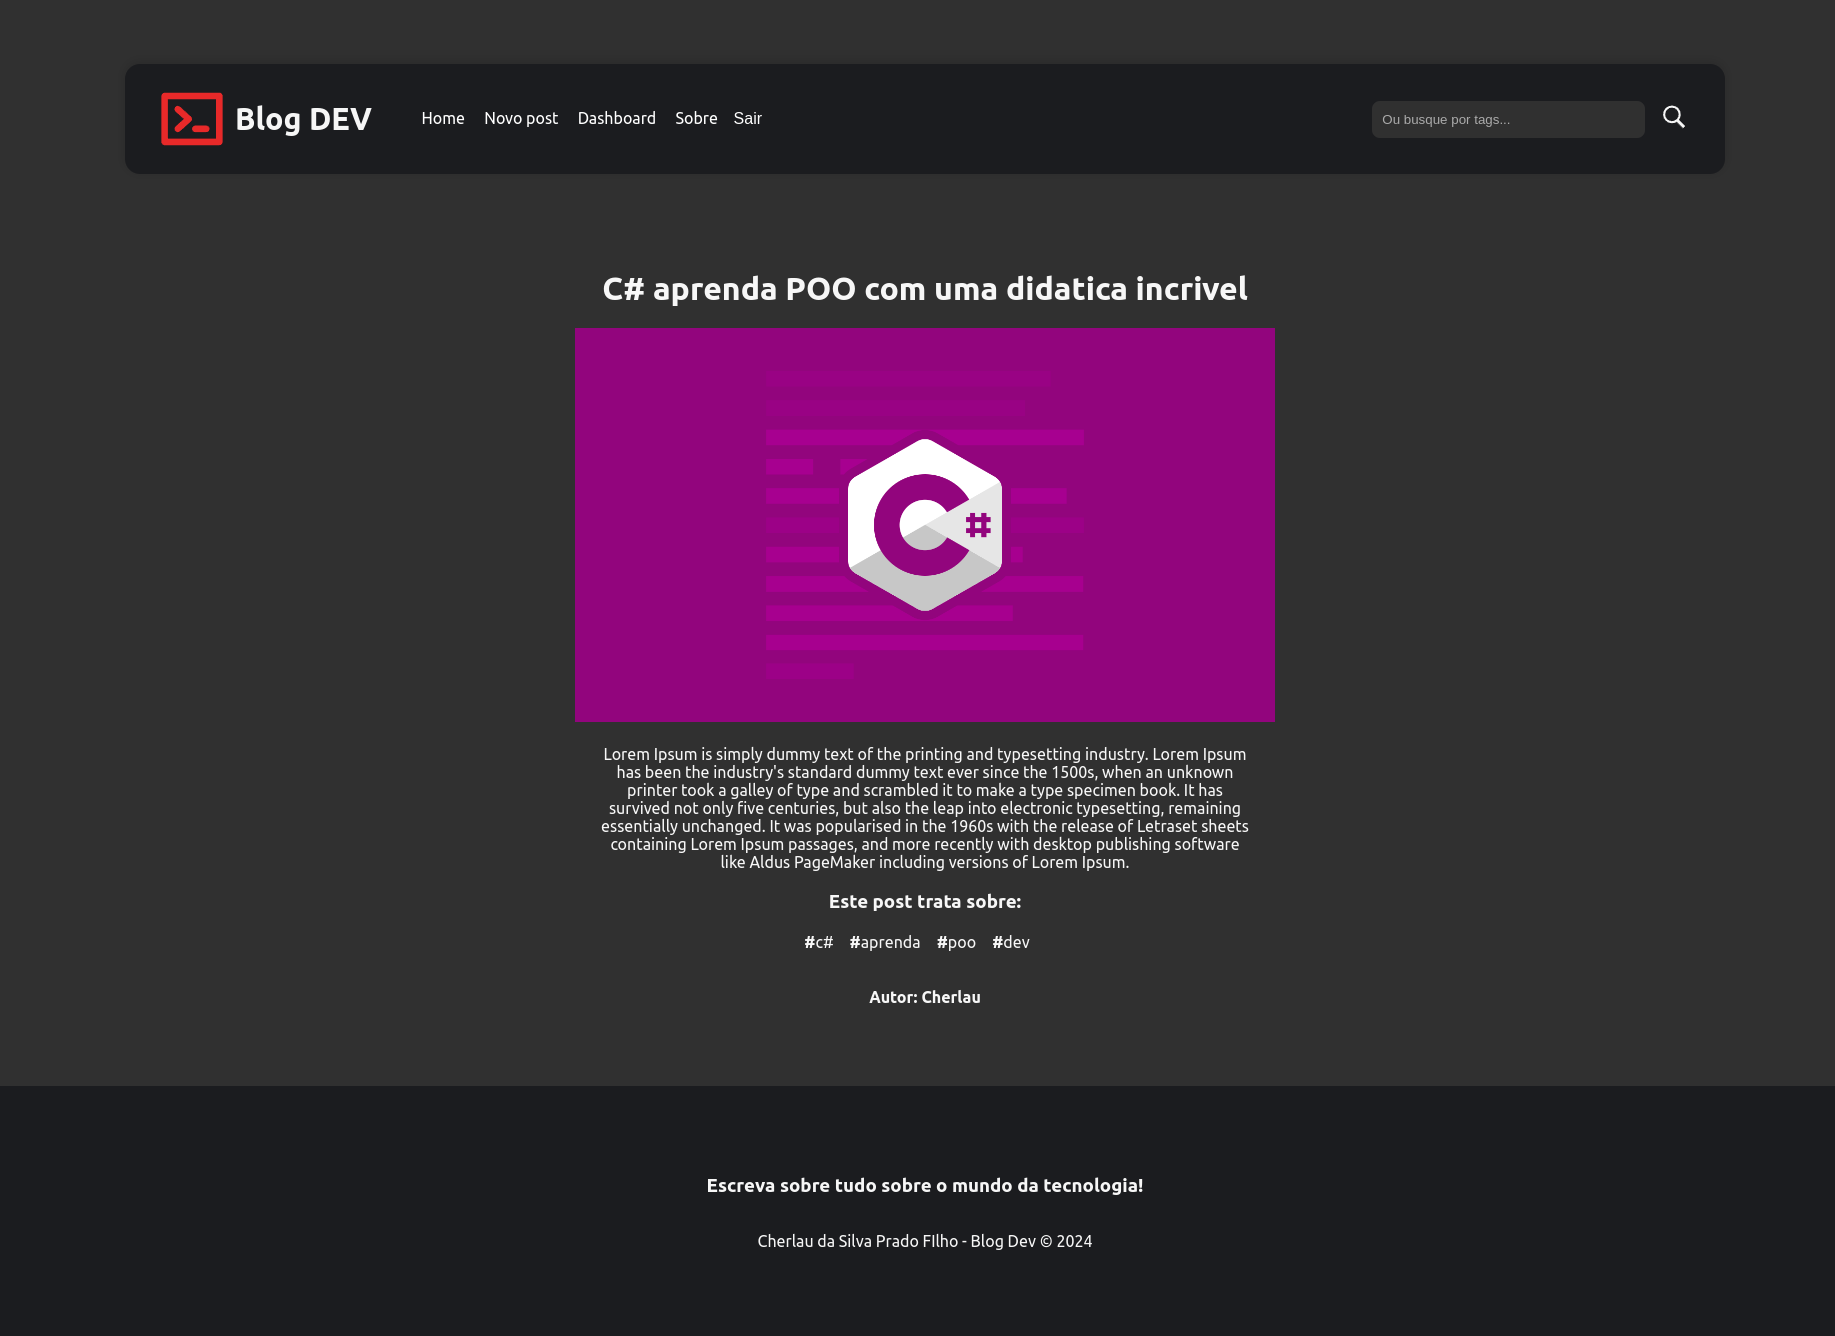 Blog DEV
Home Novo post Dashboard Sobre Sair
Ou busque por tags...
C# aprenda POO com uma didatica incrivel
C #
Lorem Ipsum is simply dummy text of the printing and typesetting industry. Lorem Ipsum
has been the industry's standard dummy text ever since the 1500s, when an unknown
printer took a galley of type and scrambled it to make a type specimen book. It has
survived not only five centuries, but also the leap into electronic typesetting, remaining
essentially unchanged. It was popularised in the 1960s with the release of Letraset sheets
containing Lorem Ipsum passages, and more recently with desktop publishing software
like Aldus PageMaker including versions of Lorem Ipsum.
Este post trata sobre:
#c# #aprenda #poo #dev
Autor: Cherlau
Escreva sobre tudo sobre o mundo da tecnologia!
Cherlau da Silva Prado FIlho - Blog Dev © 2024